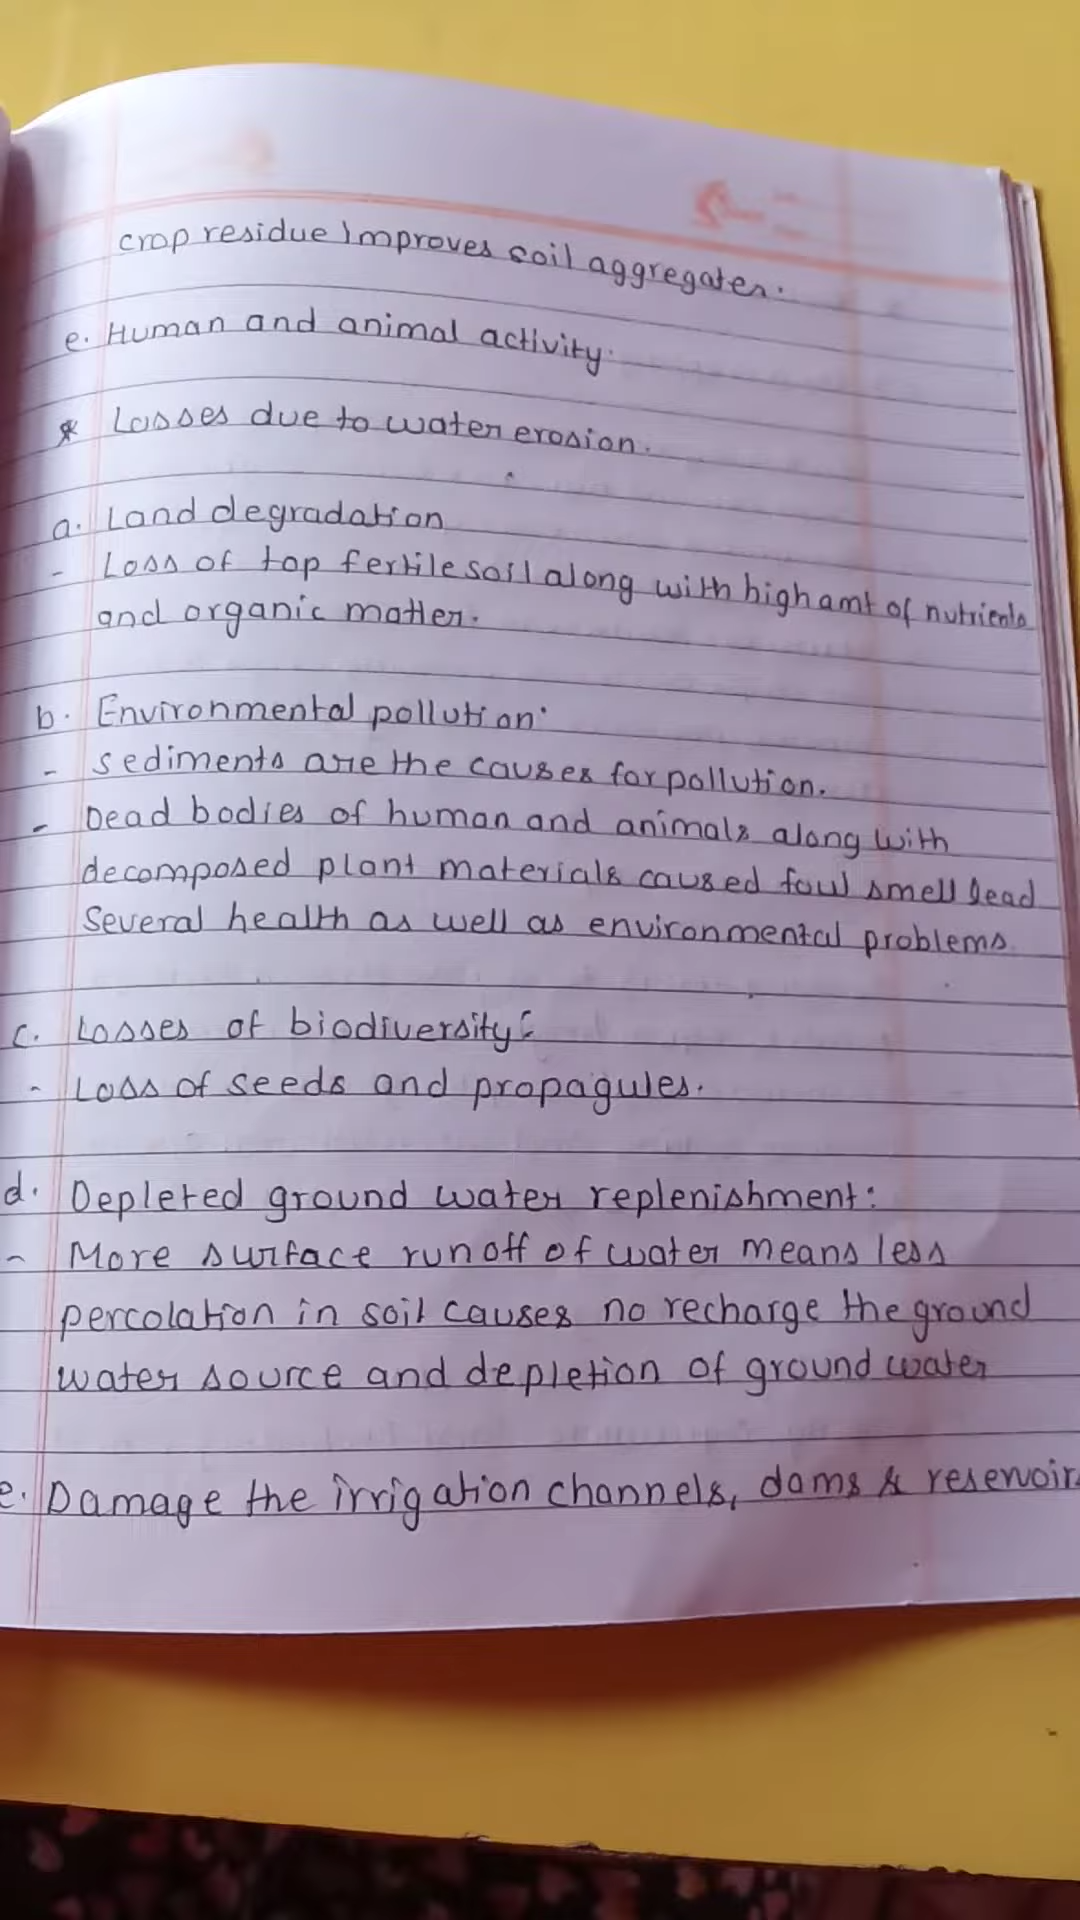 crop residue improves soil aggregates.
e. Human and animal activity.
* Losses due to water erosion.
a. Land degradation
- Loss of top fertile soil along with high amt of nutrients
and organic matter.
b. Environmental pollution:
- sediments are the causes for pollution.
- Dead bodies of human and animals along with
decomposed plant materials caused foul smell lead
several health as well as environmental problems.
c. Losses of biodiversity:
- Loss of seeds and propagules.
d. Depleted ground water replenishment:
- More surface runoff of water means less
percolation in soil causes no recharge the ground
water source and depletion of ground water
e. Damage the irrigation channels, dams & reservoirs